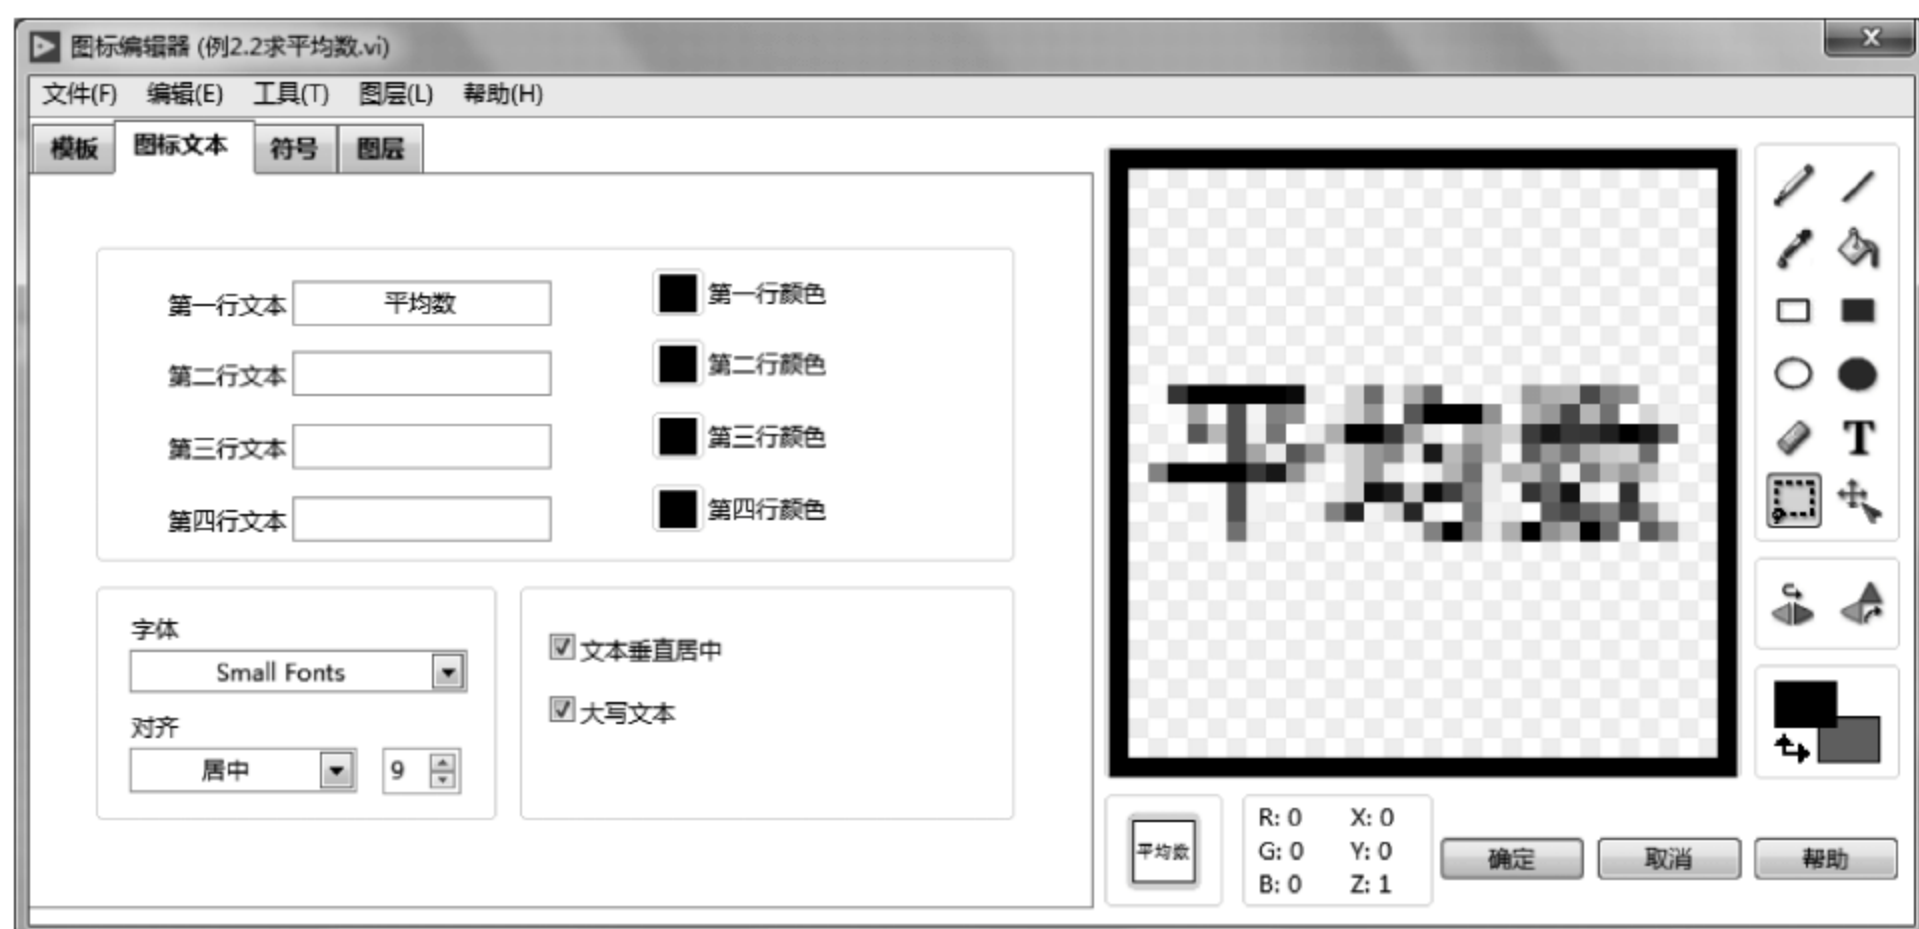 图标编辑器 (例2.2求平均数.vi)
文件(F) 编辑(E) 工具(T) 图层(L) 帮助(H)
模板 图标文本 符号 图层
第一行文本 平均数 第一行颜色
第二行文本 第二行颜色
第三行文本 第三行颜色
第四行文本 第四行颜色
平均数
T
字体
Small Fonts
对齐
居中 9
文本垂直居中
大写文本
平均数
R: 0 X: 0
G: 0 Y: 0
B: 0 Z: 1
确定 取消 帮助